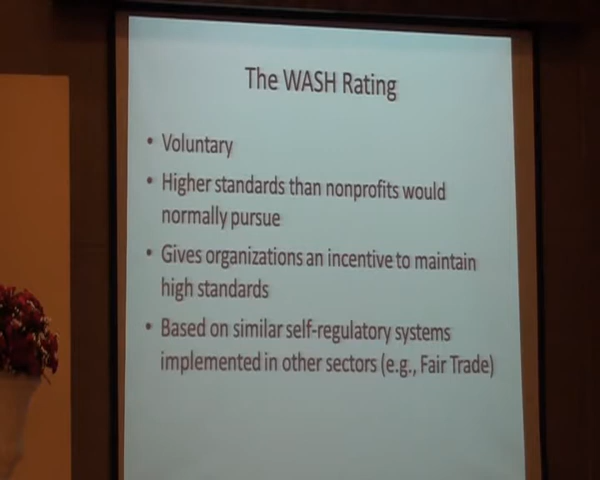 The WASH Rating
• Voluntary
• Higher standards than nonprofits would
normally pursue
• Gives organizations an incentive to maintain
high standards
• Based on similar self-regulatory systems
implemented in other sectors (e.g., Fair Trade)